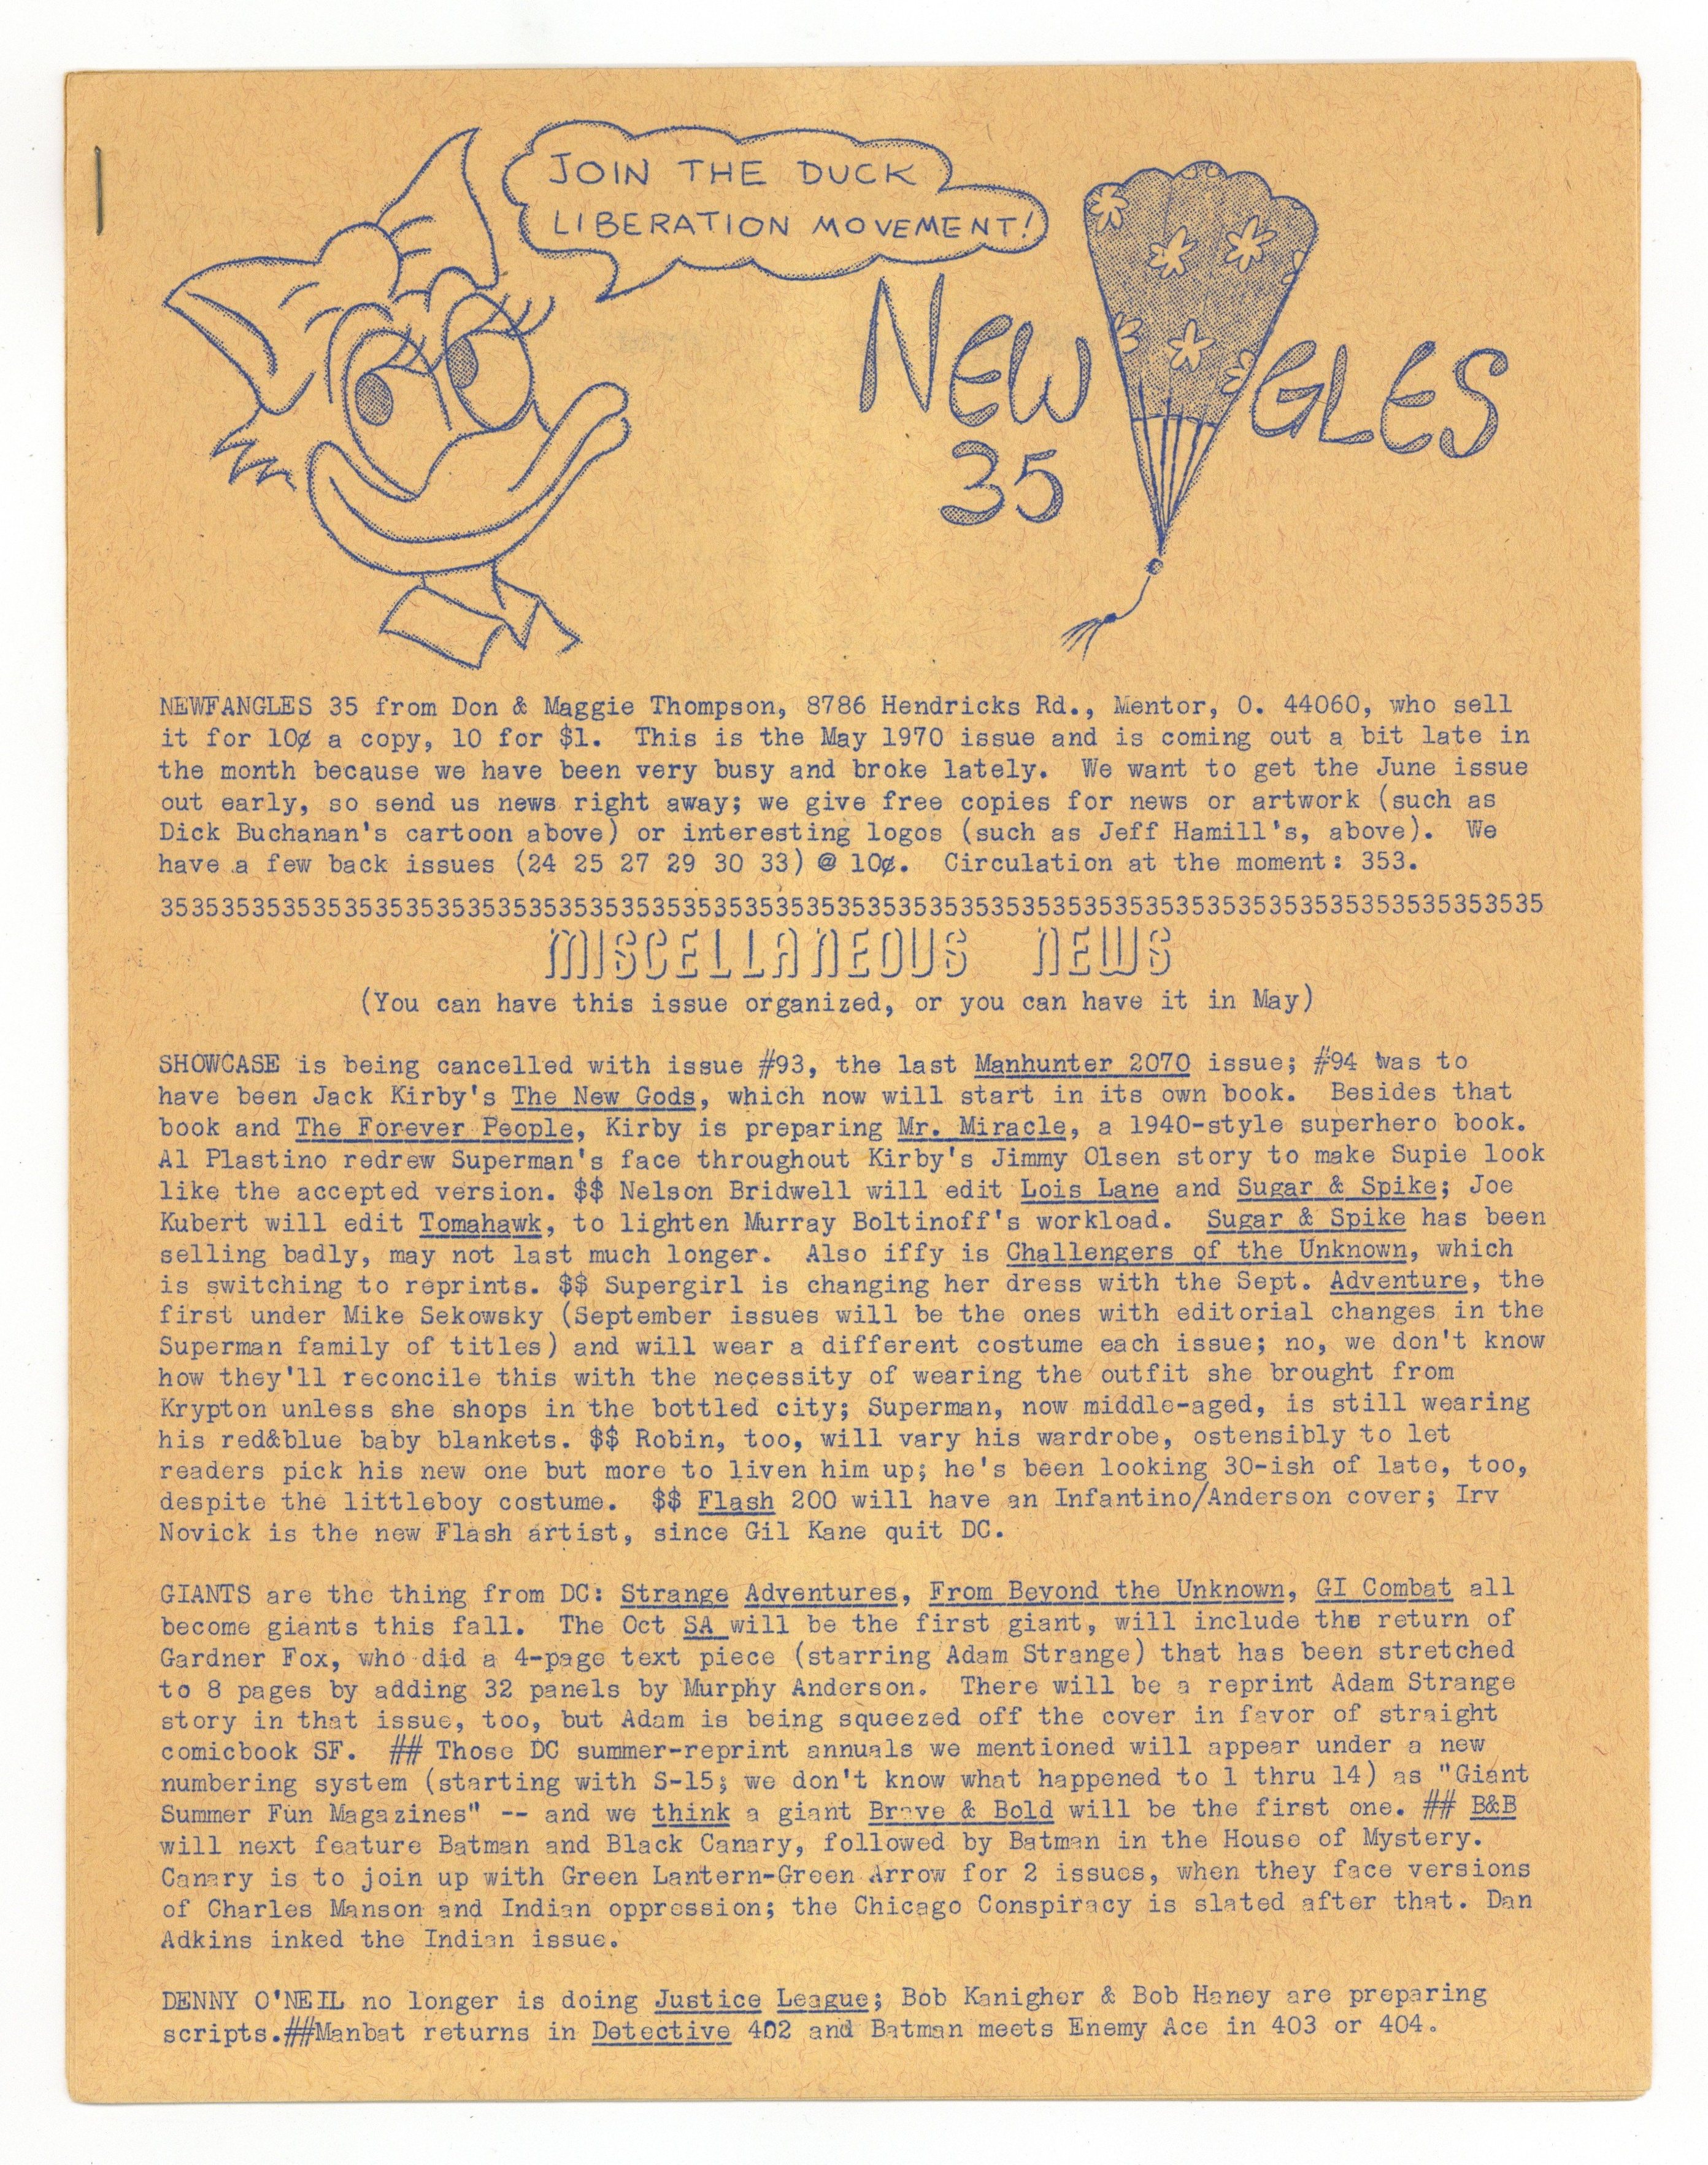 JOIN THE DUCK
LIBERATION MOVEMENT!
NEW GLES
35
NEWFANGLES 35 from Don & Maggie Thompson, 8786 Hendricks Rd., Mentor, O. 44060, who sell
it for 10¢ a copy, 10 for $1. This is the May 1970 issue and is coming out a bit late in
the month because we have been very busy and broke lately. We want to get the June issue
out early, so send us news right away; we give free copies for news or artwork (such as
Dick Buchanan's cartoon above) or interesting logos (such as Jeff Hamill's, above). We
have a few back issues (24 25 27 29 30 33) @ 10¢. Circulation at the moment: 353.
353535353535353535353535353535353535353535353535353535353535353535353535353535353535353535
MISCELLANEOUS NEWS
(You can have this issue organized, or you can have it in May)
SHOWCASE is being cancelled with issue #93, the last Manhunter 2070 issue; #94 was to
have been Jack Kirby's The New Gods, which now will start in its own book. Besides that
book and The Forever People, Kirby is preparing Mr. Miracle, a 1940-style superhero book.
Al Plastino redrew Superman's face throughout Kirby's Jimmy Olsen story to make Supie look
like the accepted version. $$ Nelson Bridwell will edit Lois Lane and Sugar & Spike; Joe
Kubert will edit Tomahawk, to lighten Murray Boltinoff's workload. Sugar & Spike has been
selling badly, may not last much longer. Also iffy is Challengers of the Unknown, which
is switching to reprints. $$ Supergirl is changing her dress with the Sept. Adventure, the
first under Mike Sekowsky (September issues will be the ones with editorial changes in the
Superman family of titles) and will wear a different costume each issue; no, we don't know
how they'll reconcile this with the necessity of wearing the outfit she brought from
Krypton unless she shops in the bottled city; Superman, now middle-aged, is still wearing
his red&blue baby blankets. $$ Robin, too, will vary his wardrobe, ostensibly to let
readers pick his new one but more to liven him up; he's been looking 30-ish of late, too,
despite the littleboy costume. $$ Flash 200 will have an Infantino/Anderson cover; Irv
Novick is the new Flash artist, since Gil Kane quit DC.
GIANTS are the thing from DC: Strange Adventures, From Beyond the Unknown, GI Combat all
become giants this fall. The Oct SA will be the first giant, will include the return of
Gardner Fox, who did a 4-page text piece (starring Adam Strange) that has been stretched
to 8 pages by adding 32 panels by Murphy Anderson. There will be a reprint Adam Strange
story in that issue, too, but Adam is being squeezed off the cover in favor of straight
comicbook SF. ## Those DC summer-reprint annuals we mentioned will appear under a new
numbering system (starting with S-15; we don't know what happened to 1 thru 14) as "Giant
Summer Fun Magazines" -- and we think a giant Brave & Bold will be the first one. ## B&B
will next feature Batman and Black Canary, followed by Batman in the House of Mystery.
Canary is to join up with Green Lantern-Green Arrow for 2 issues, when they face versions
of Charles Manson and Indian oppression; the Chicago Conspiracy is slated after that. Dan
Adkins inked the Indian issue.
DENNY O'NEIL no longer is doing Justice League; Bob Kanigher & Bob Haney are preparing
scripts.##Manbat returns in Detective 402 and Batman meets Enemy Ace in 403 or 404.